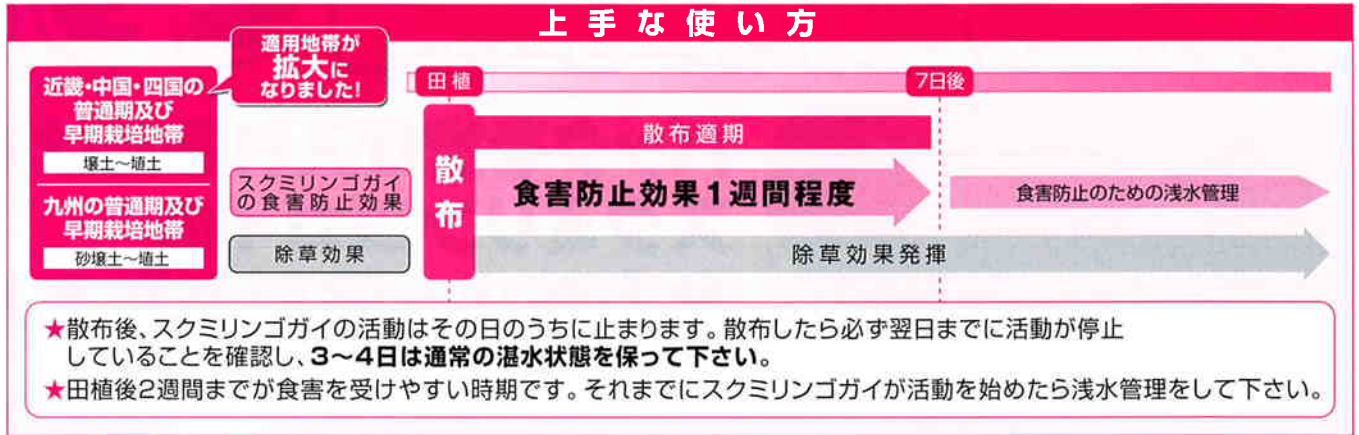 上手な使い方
適用地帯が
拡大に
なりました!
近畿・中国・四国の
普通期及び
早期栽培地帯
壌土～埴土
九州の普通期及び
早期栽培地帯
砂壌土～埴土
田植
7日後
散布
散布適期
スクミリンゴガイ
の食害防止効果
食害防止効果1週間程度
食害防止のための浅水管理
除草効果
除草効果発揮
★散布後、スクミリンゴガイの活動はその日のうちに止まります。散布したら必ず翌日までに活動が停止
していることを確認し、3～4日は通常の湛水状態を保って下さい。
★田植後2週間までが食害を受けやすい時期です。それまでにスクミリンゴガイが活動を始めたら浅水管理をして下さい。